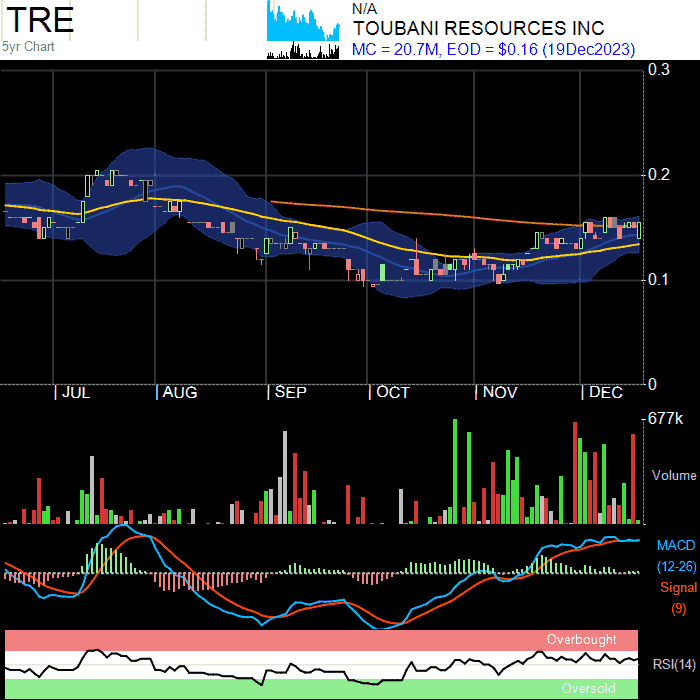 TRE
5yr Chart
N/A
TOUBANI RESOURCES INC
MC = 20.7M, EOD = $0.16 (19Dec2023)
0.3
0.2
0.1
0
JUL
AUG
SEP
OCT
NOV
DEC
677k
Volume
MACD
(12-26)
Signal
(9)
Overbought
RSI(14)
Oversold